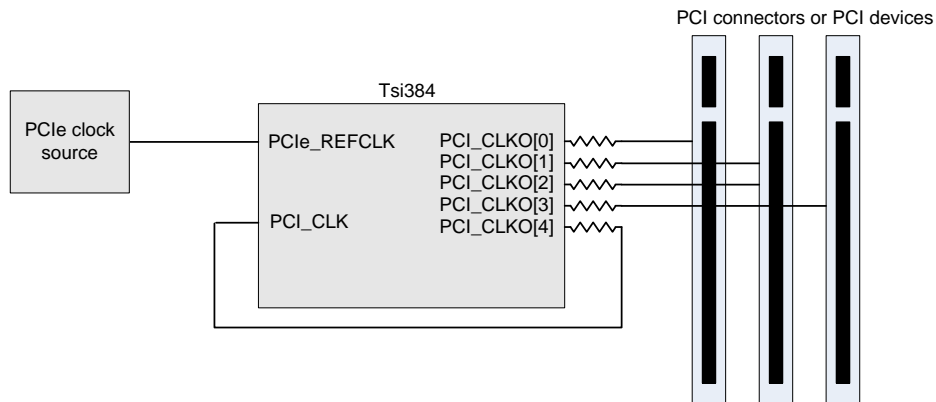 PCI connectors or PCI devices
Tsi384
PCIe clock
source
PCIe_REFCLK
PCI_CLK
PCI_CLKO[0]
PCI_CLKO[1]
PCI_CLKO[2]
PCI_CLKO[3]
PCI_CLKO[4]